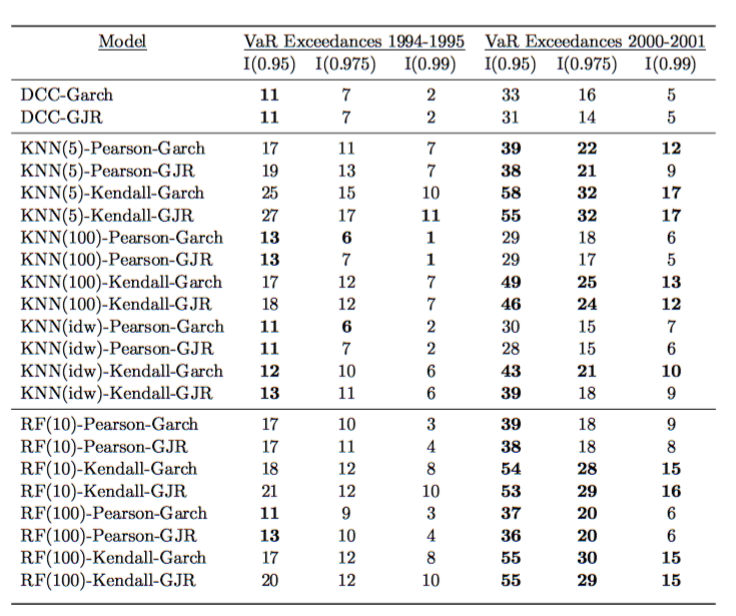 Model VaR Exceedances 1994-1995 VaR Exceedances 2000-2001
I(0.95) I(0.975) I(0.99) I(0.95) I(0.975) I(0.99)
DCC-Garch 11 7 2 33 16 5
DCC-GJR 11 7 2 31 14 5
KNN(5)-Pearson-Garch 17 11 7 39 22 12
KNN(5)-Pearson-GJR 19 13 7 38 21 9
KNN(5)-Kendall-Garch 25 15 10 58 32 17
KNN(5)-Kendall-GJR 27 17 11 55 32 17
KNN(100)-Pearson-Garch 13 6 1 29 18 6
KNN(100)-Pearson-GJR 13 7 1 29 17 5
KNN(100)-Kendall-Garch 17 12 7 49 25 13
KNN(100)-Kendall-GJR 18 12 7 46 24 12
KNN(idw)-Pearson-Garch 11 6 2 30 15 7
KNN(idw)-Pearson-GJR 11 7 2 28 15 6
KNN(idw)-Kendall-Garch 12 10 6 43 21 10
KNN(idw)-Kendall-GJR 13 11 6 39 18 9
RF(10)-Pearson-Garch 17 10 3 39 18 9
RF(10)-Pearson-GJR 17 11 4 38 18 8
RF(10)-Kendall-Garch 18 12 8 54 28 15
RF(10)-Kendall-GJR 21 12 10 53 29 16
RF(100)-Pearson-Garch 11 9 3 37 20 6
RF(100)-Pearson-GJR 13 10 4 36 20 6
RF(100)-Kendall-Garch 17 12 8 55 30 15
RF(100)-Kendall-GJR 20 12 10 55 29 15